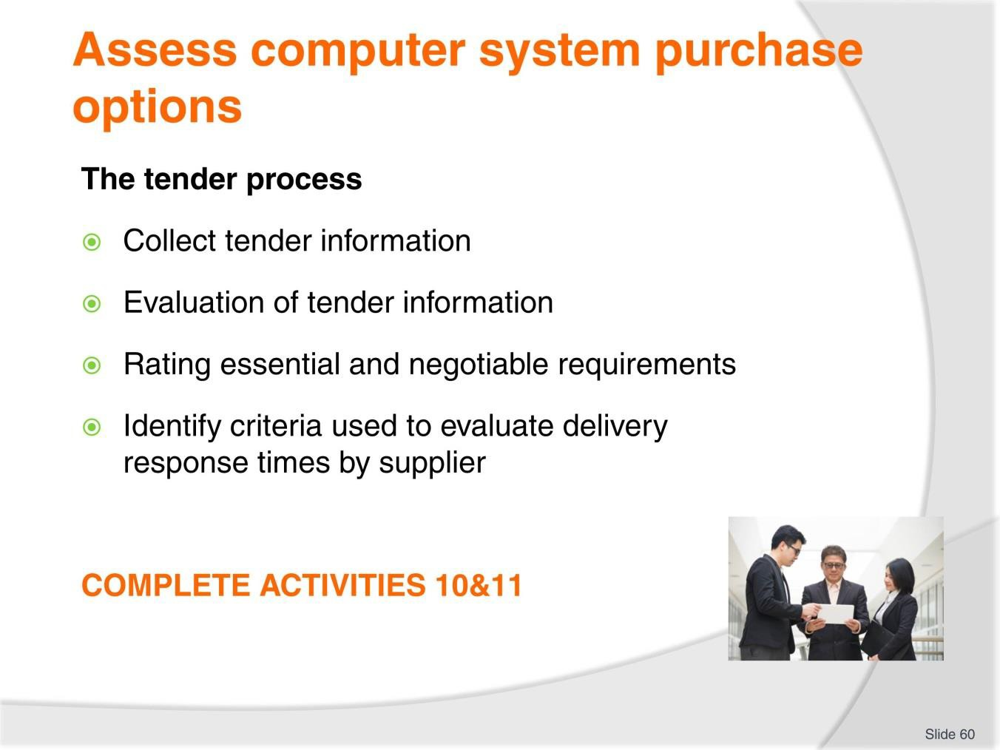 Assess computer system purchase
options
The tender process
Collect tender information
Evaluation of tender information
Rating essential and negotiable requirements
Identify criteria used to evaluate delivery
response times by supplier
COMPLETE ACTIVITIES 10&11
Slide 60